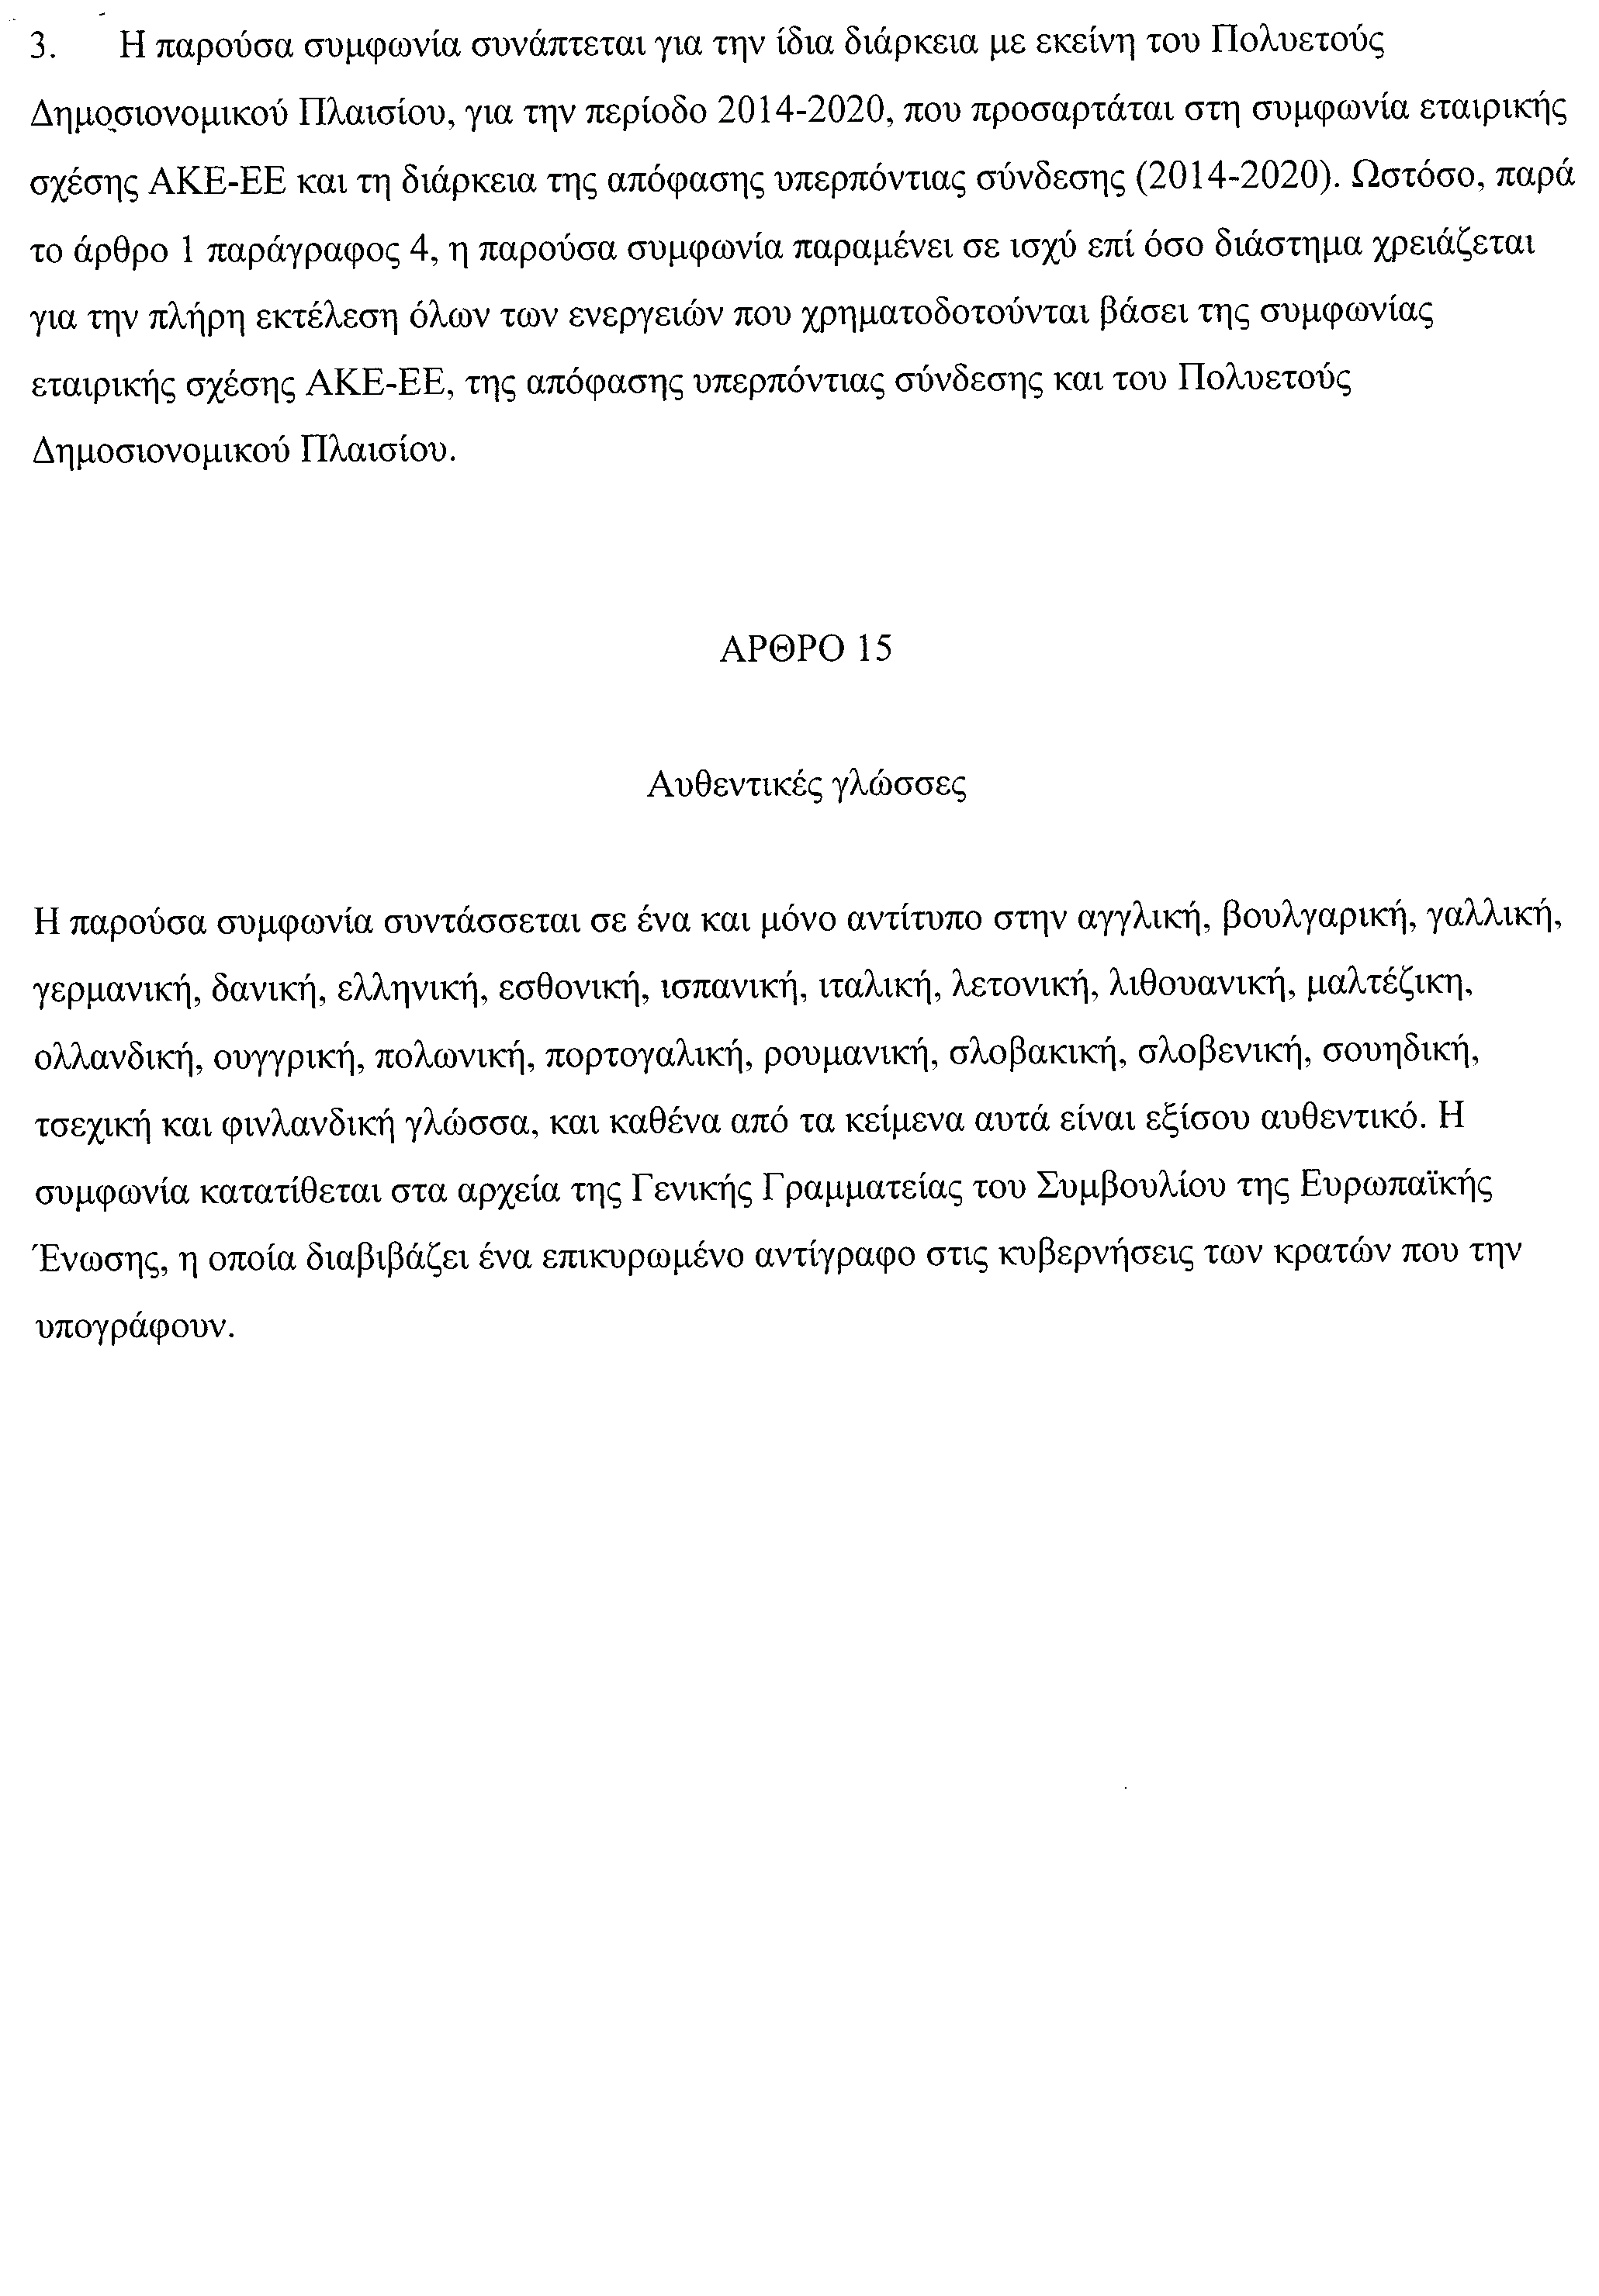 3. Η παρούσα συμφωνία συνάπτεται για την ίδια διάρκεια με εκείνη του Πολυετούς
Δημοσιονομικού Πλαισίου, για την περίοδο 2014-2020, που προσαρτάται στη συμφωνία εταιρικής
σχέσης ΑΚΕ-ΕΕ και τη διάρκεια της απόφασης υπερπόντιας σύνδεσης (2014-2020). Ωστόσο, παρά
το άρθρο 1 παράγραφος 4, η παρούσα συμφωνία παραμένει σε ισχύ επί όσο διάστημα χρειάζεται
για την πλήρη εκτέλεση όλων των ενεργειών που χρηματοδοτούνται βάσει της συμφωνίας
εταιρικής σχέσης ΑΚΕ-ΕΕ, της απόφασης υπερπόντιας σύνδεσης και του Πολυετούς
Δημοσιονομικού Πλαισίου.
ΑΡΘΡΟ 15
Αυθεντικές γλώσσες
Η παρούσα συμφωνία συντάσσεται σε ένα και μόνο αντίτυπο στην αγγλική, βουλγαρική, γαλλική,
γερμανική, δανική, ελληνική, εσθονική, ισπανική, ιταλική, λετονική, λιθουανική, μαλτέζικη,
ολλανδική, ουγγρική, πολωνική, πορτογαλική, ρουμανική, σλοβακική, σλοβενική, σουηδική,
τσεχική και φινλανδική γλώσσα, και καθένα από τα κείμενα αυτά είναι εξίσου αυθεντικό. Η
συμφωνία κατατίθεται στα αρχεία της Γενικής Γραμματείας του Συμβουλίου της Ευρωπαϊκής
Ένωσης, η οποία διαβιβάζει ένα επικυρωμένο αντίγραφο στις κυβερνήσεις των κρατών που την
υπογράφουν.